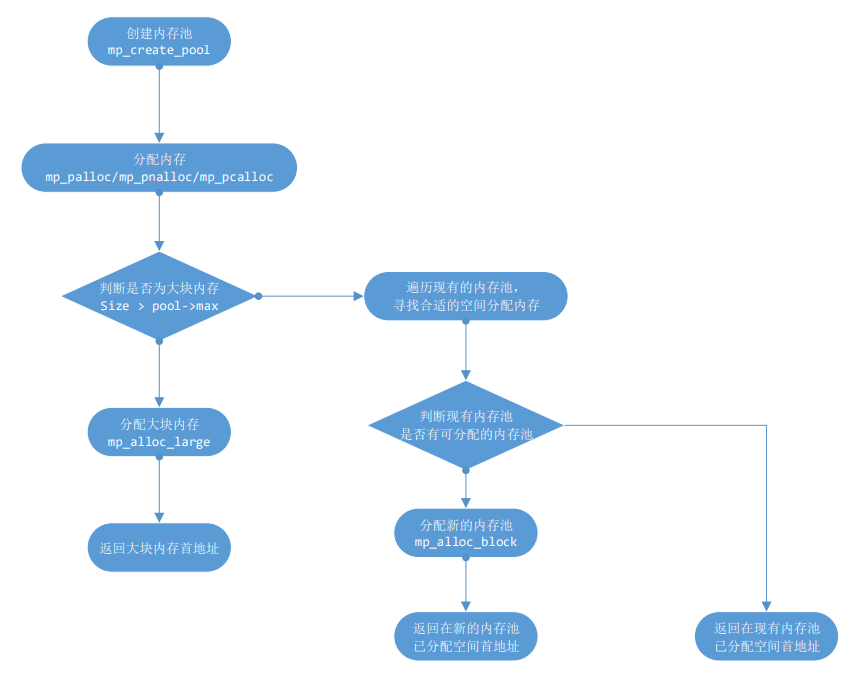 创建内存池
mp_create_pool
分配内存
mp_palloc/mp_pnalloc/mp_pcalloc
判断是否为大块内存
Size > pool->max
遍历现有的内存池，
寻找合适的空间分配内存
分配大块内存
mp_alloc_large
判断现有内存池
是否有可分配的内存池
返回大块内存首地址
分配新的内存池
mp_alloc_block
返回在新的内存池
已分配空间首地址
返回在现有内存池
已分配空间首地址